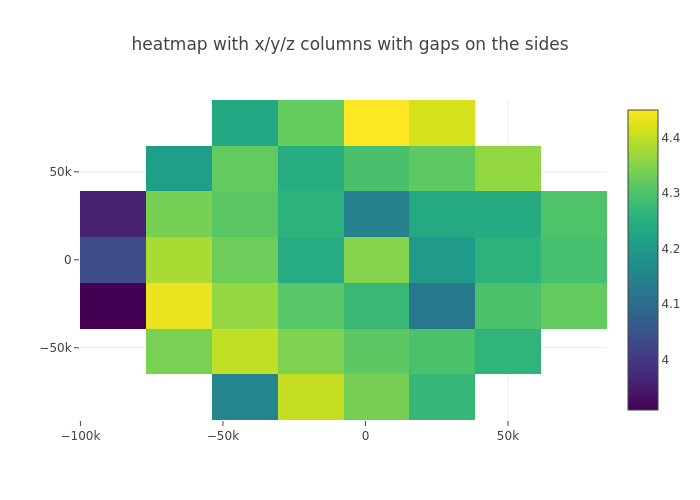 heatmap with x/y/z columns with gaps on the sides
50k
0
−50k
−100k
−50k
0
50k
4.4
4.3
4.2
4.1
4